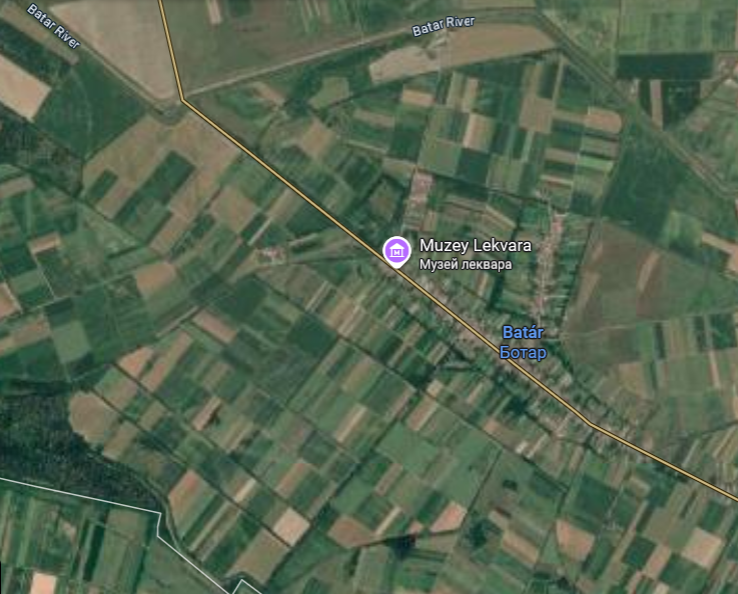 Batar River
Batar River
Muzey Lekvara
Музей леквара
Batár
Ботар